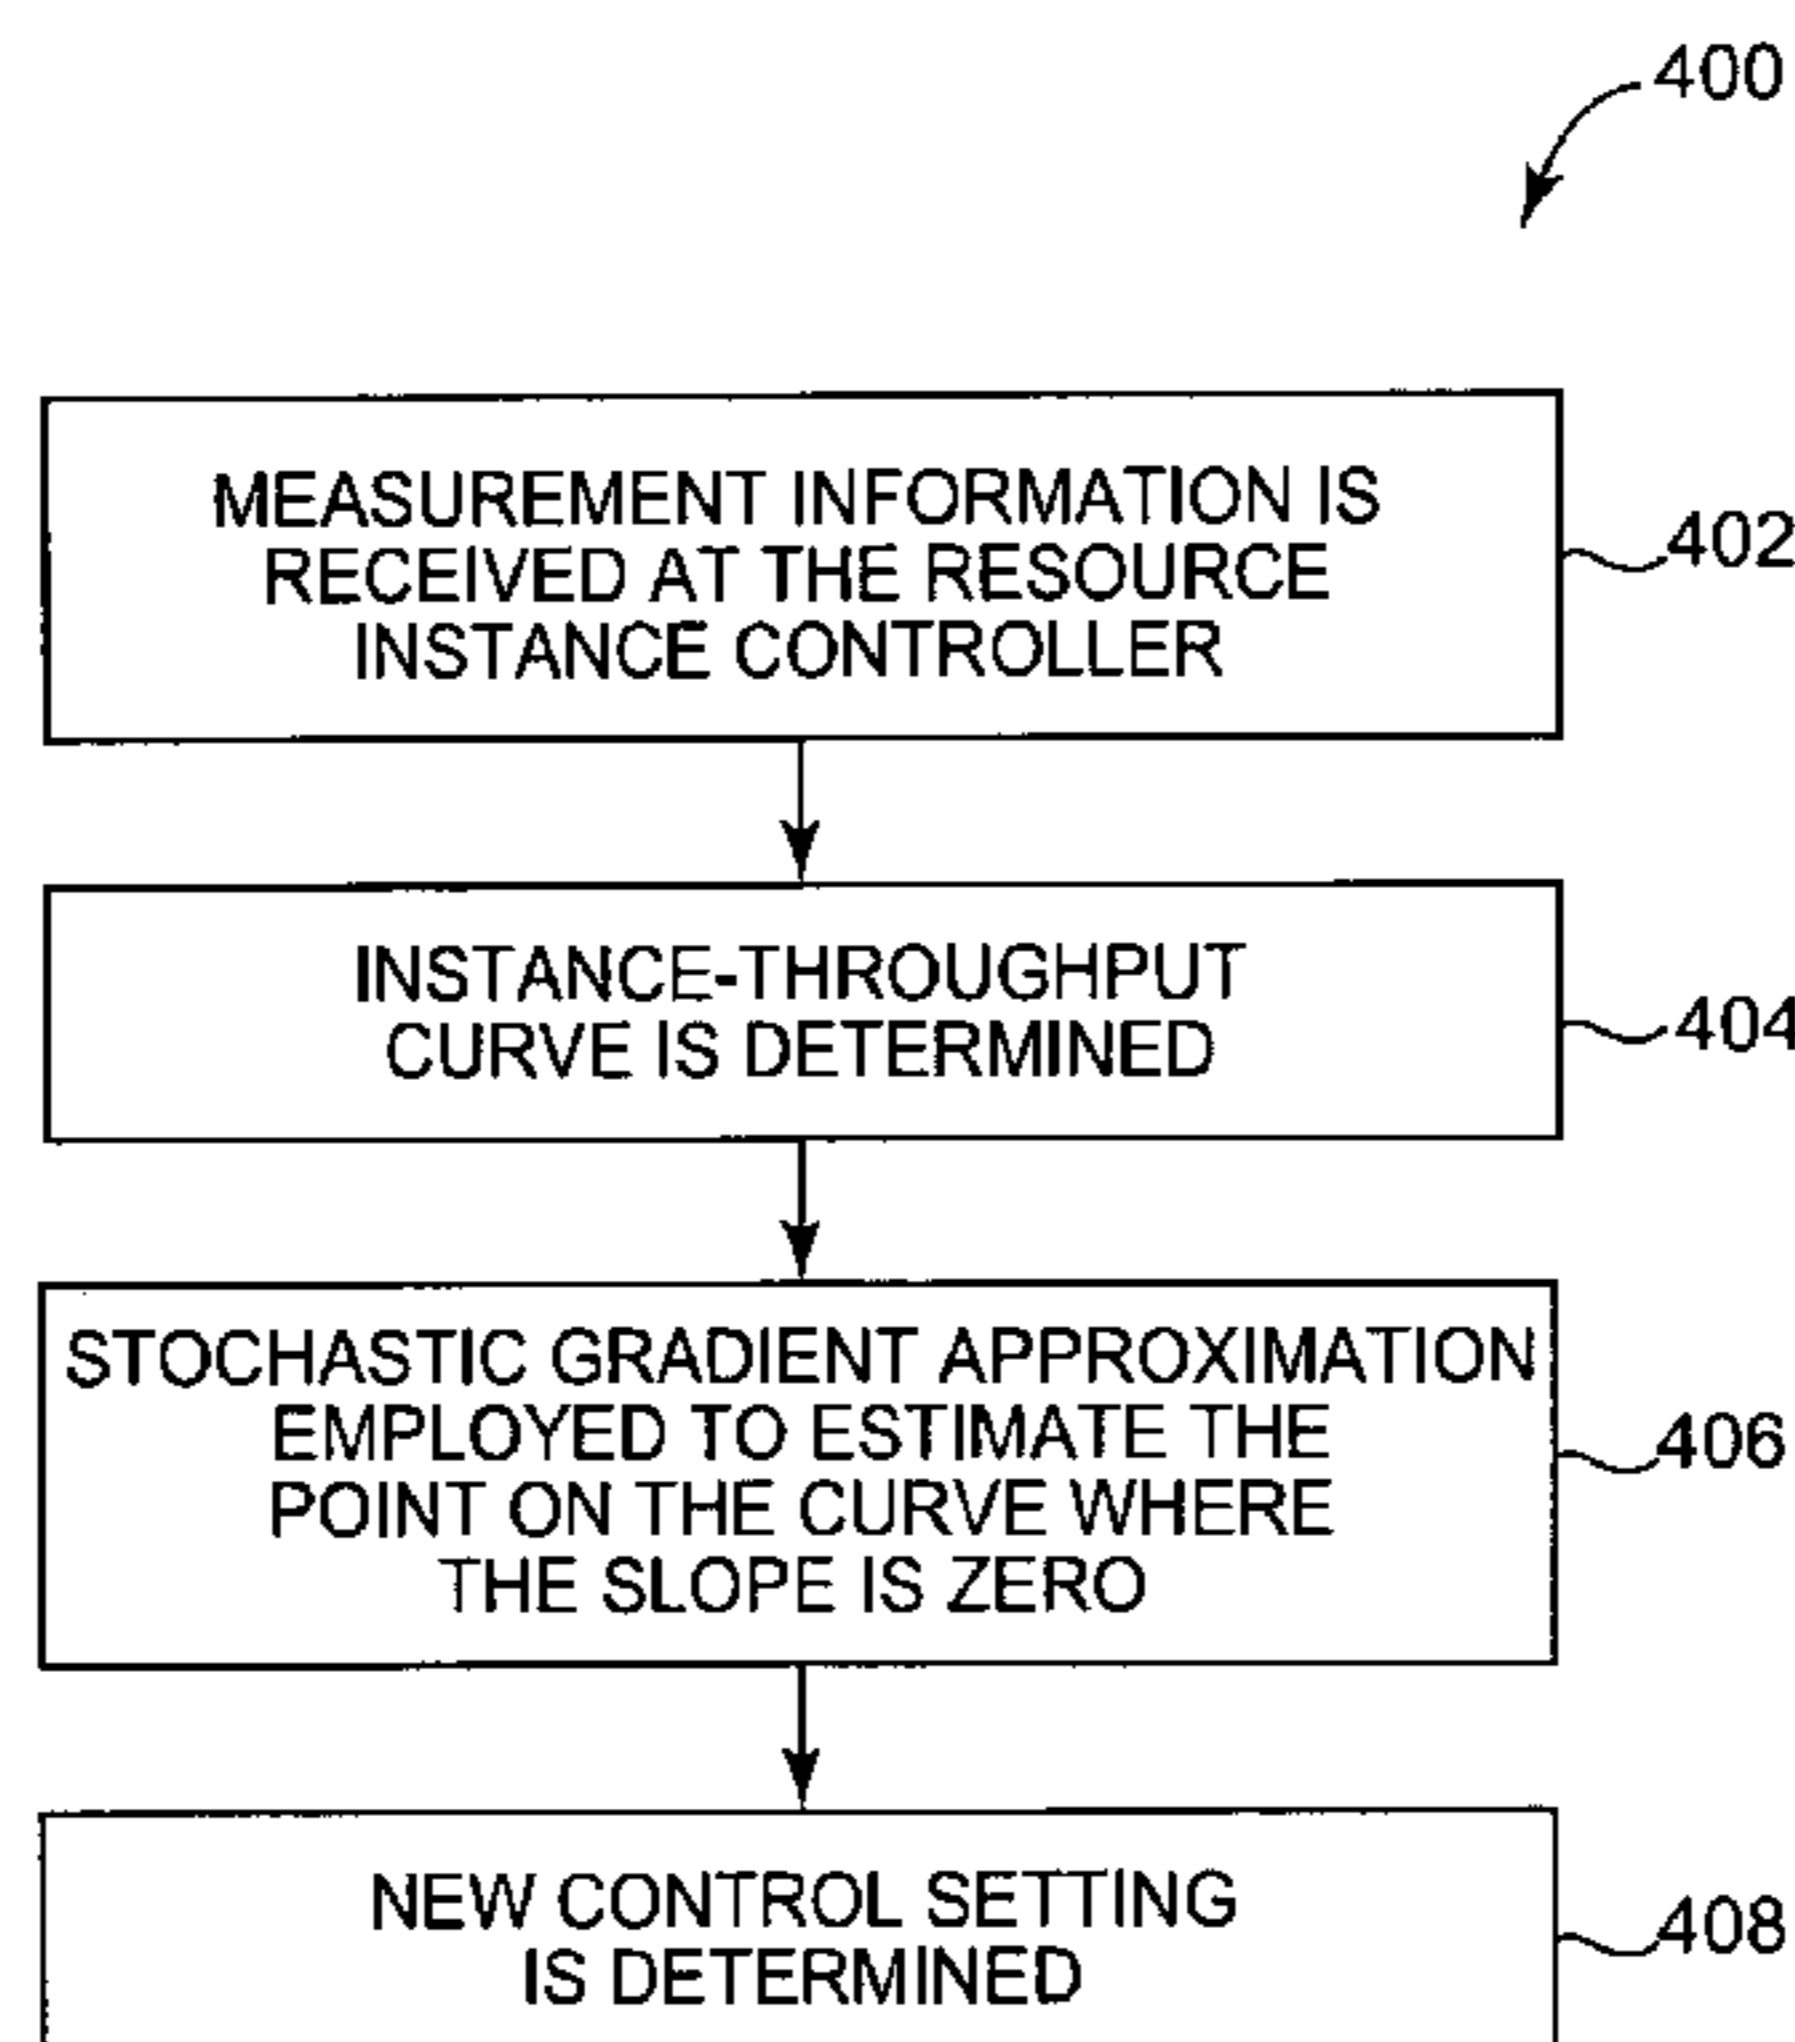 400
MEASUREMENT INFORMATION IS
RECEIVED AT THE RESOURCE
INSTANCE CONTROLLER
402
INSTANCE-THROUGHPUT
CURVE IS DETERMINED
404
STOCHASTIC GRADIENT APPROXIMATION
EMPLOYED TO ESTIMATE THE
POINT ON THE CURVE WHERE
THE SLOPE IS ZERO
406
NEW CONTROL SETTING
IS DETERMINED
408